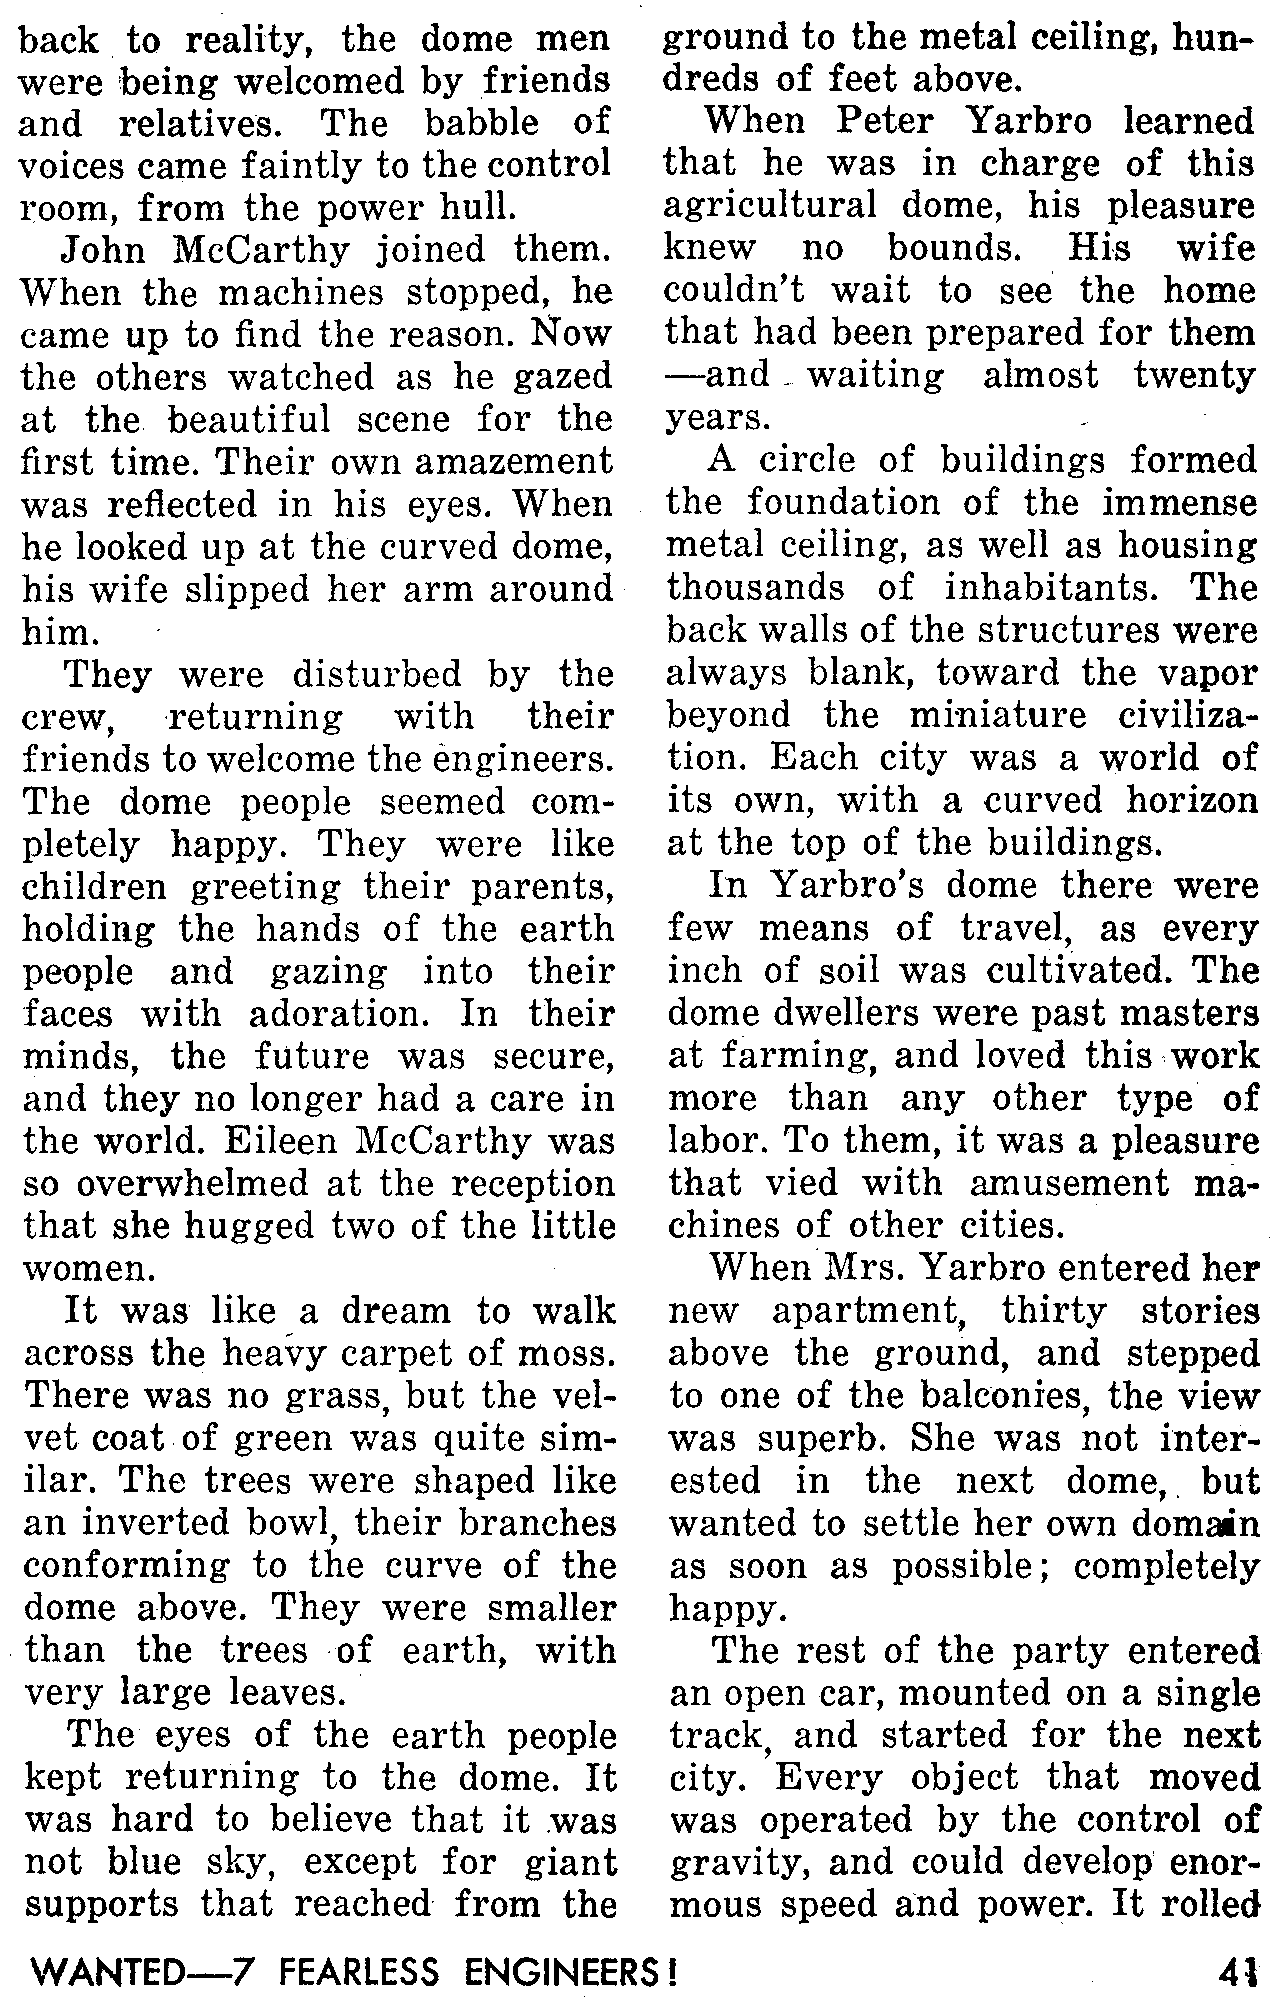 back to reality, the dome men
were being welcomed by friends
and relatives. The babble of
voices came faintly to the control
room, from the power hull.
John McCarthy joined them.
When the machines stopped, he
came up to find the reason. Now
the others watched as he gazed
at the beautiful scene for the
first time. Their own amazement
was reflected in his eyes. When
he looked up at the curved dome,
his wife slipped her arm around
him.
They were disturbed by the
crew, returning with their
friends to welcome the engineers.
The dome people seemed com-
pletely happy. They were like
children greeting their parents,
holding the hands of the earth
people and gazing into their
faces with adoration. In their
minds, the future was secure,
and they no longer had a care in
the world. Eileen McCarthy was
so overwhelmed at the reception
that she hugged two of the little
women.
It was like a dream to walk
across the heavy carpet of moss.
There was no grass, but the vel-
vet coat of green was quite sim-
ilar. The trees were shaped like
an inverted bowl, their branches
conforming to the curve of the
dome above. They were smaller
than the trees of earth, with
very large leaves.
The eyes of the earth people
kept returning to the dome. It
was hard to believe that it was
not blue sky, except for giant
supports that reached from the
ground to the metal ceiling, hun-
dreds of feet above.
When Peter Yarbro learned
that he was in charge of this
agricultural dome, his pleasure
knew no bounds. His wife
couldn't wait to see the home
that had been prepared for them
—and waiting almost twenty
years.
A circle of buildings formed
the foundation of the immense
metal ceiling, as well as housing
thousands of inhabitants. The
back walls of the structures were
always blank, toward the vapor
beyond the miniature civiliza-
tion. Each city was a world of
its own, with a curved horizon
at the top of the buildings.
In Yarbro's dome there were
few means of travel, as every
inch of soil was cultivated. The
dome dwellers were past masters
at farming, and loved this work
more than any other type of
labor. To them, it was a pleasure
that vied with amusement ma-
chines of other cities.
When Mrs. Yarbro entered her
new apartment, thirty stories
above the ground, and stepped
to one of the balconies, the view
was superb. She was not inter-
ested in the next dome, but
wanted to settle her own domain
as soon as possible; completely
happy.
The rest of the party entered
an open car, mounted on a single
track, and started for the next
city. Every object that moved
was operated by the control of
gravity, and could develop enor-
mous speed and power. It rolled
WANTED—7 FEARLESS ENGINEERS! 41